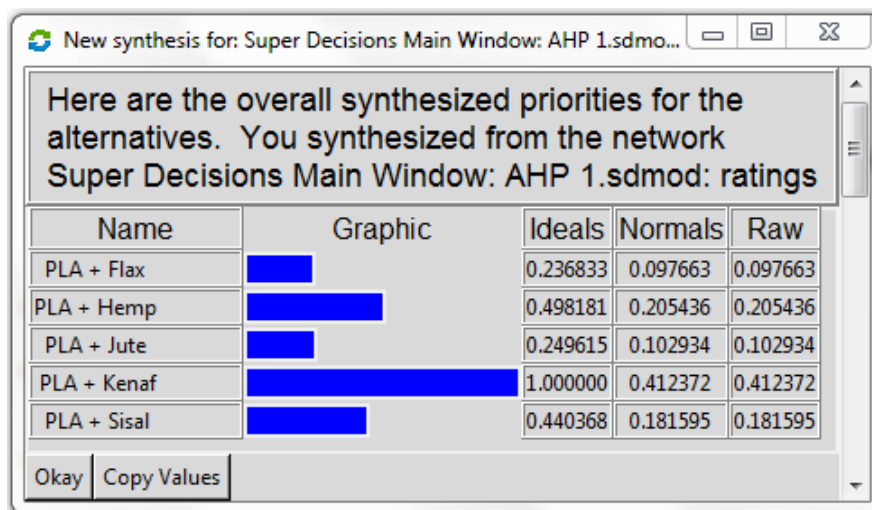 New synthesis for: Super Decisions Main Window: AHP 1.sdmo...
Here are the overall synthesized priorities for the
alternatives. You synthesized from the network
Super Decisions Main Window: AHP 1.sdmod: ratings
Name Graphic Ideals Normals Raw
PLA + Flax 0.236833 0.097663 0.097663
PLA + Hemp 0.498181 0.205436 0.205436
PLA + Jute 0.249615 0.102934 0.102934
PLA + Kenaf 1.000000 0.412372 0.412372
PLA + Sisal 0.440368 0.181595 0.181595
Okay Copy Values